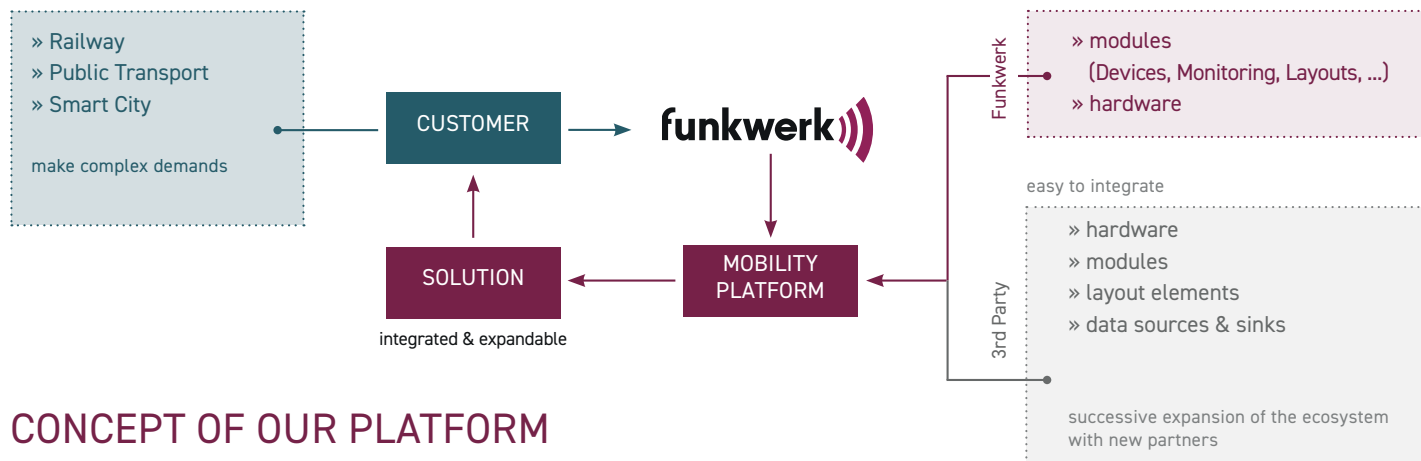 » Railway
» Public Transport
» Smart City
make complex demands
CUSTOMER
funkwerk
SOLUTION
integrated & expandable
MOBILITY
PLATFORM
Funkwerk
» modules
(Devices, Monitoring, Layouts, ...)
» hardware
easy to integrate
3rd Party
» hardware
» modules
» layout elements
» data sources & sinks
successive expansion of the ecosystem
with new partners
CONCEPT OF OUR PLATFORM